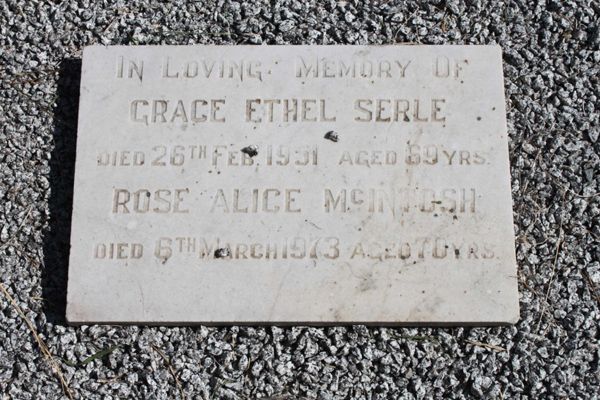 IN LOVING MEMORY OF
GRACE ETHEL SERLE
DIED 26TH FEB. 1931 AGED 69 YRS.
ROSE ALICE McINTOSH
DIED 6TH MARCH 1973 AGED 70 YRS.